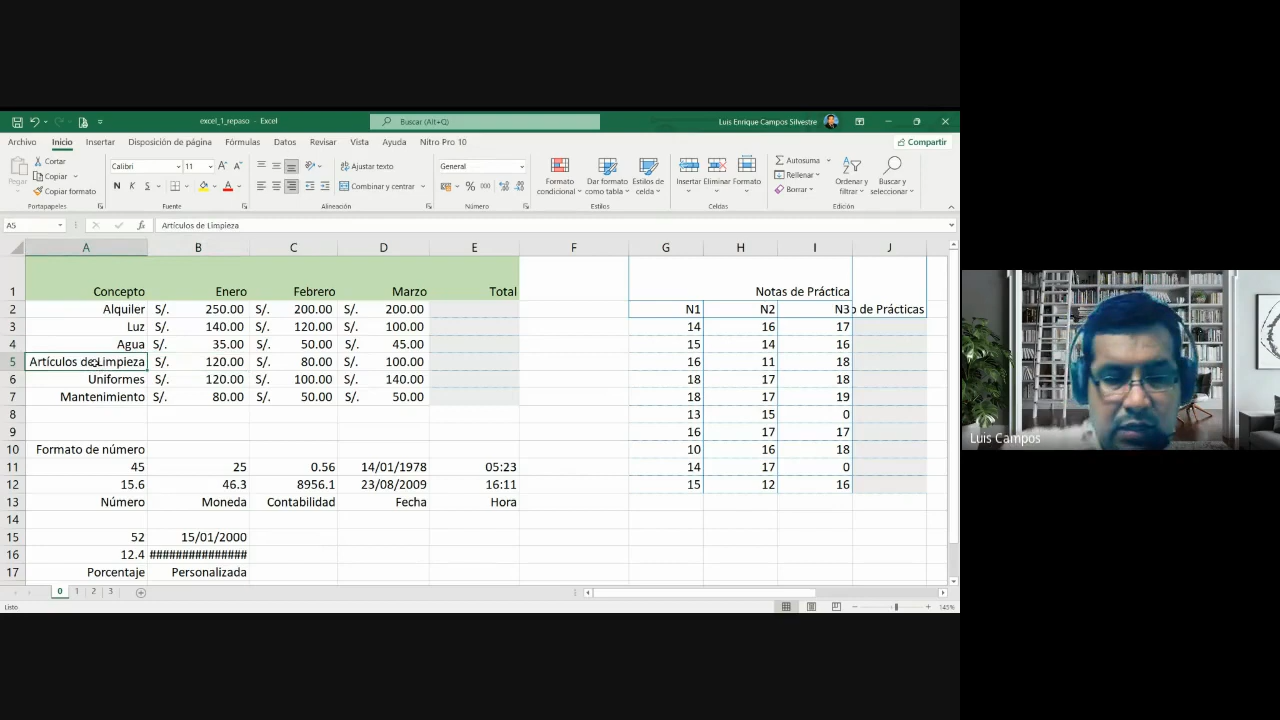 excel_1_repaso - Excel
Buscar (Alt+Q)
Luis Enrique Campos Silvestre
Archivo Inicio Insertar Disposición de página Fórmulas Datos Revisar Vista Ayuda Nitro Pro 10 Compartir
Pegar
Cortar
Copiar
Copiar formato
Portapapeles
Calibri 11
N K S
Fuente
Ajustar texto
Combinar y centrar
Alineación
General
% 000
Número
Formato condicional
Dar formato como tabla
Estilos de celda
Estilos
Insertar Eliminar Formato
Celdas
Autosuma
Rellenar
Borrar
Ordenar y filtrar
Buscar y seleccionar
Edición
A5 fx Artículos de Limpieza
A B C D E F G H I J
1 Concepto Enero Febrero Marzo Total Notas de Práctica
2 Alquiler S/. 250.00 S/. 200.00 S/. 200.00 N1 N2 N3 de Prácticas
3 Luz S/. 140.00 S/. 120.00 S/. 100.00 14 16 17
4 Agua S/. 35.00 S/. 50.00 S/. 45.00 15 14 16
5 Artículos de Limpieza S/. 120.00 S/. 80.00 S/. 100.00 16 11 18
6 Uniformes S/. 120.00 S/. 100.00 S/. 140.00 18 17 18
7 Mantenimiento S/. 80.00 S/. 50.00 S/. 50.00 18 17 19
8 13 15 0
9 16 17 17
10 Formato de número 10 16 18
11 45 25 0.56 14/01/1978 05:23 14 17 0
12 15.6 46.3 8956.1 23/08/2009 16:11 15 12 16
13 Número Moneda Contabilidad Fecha Hora
14
15 52 15/01/2000
16 12.4 ###############
17 Porcentaje Personalizada
0 1 2 3
Listo
145%
Luis Campos